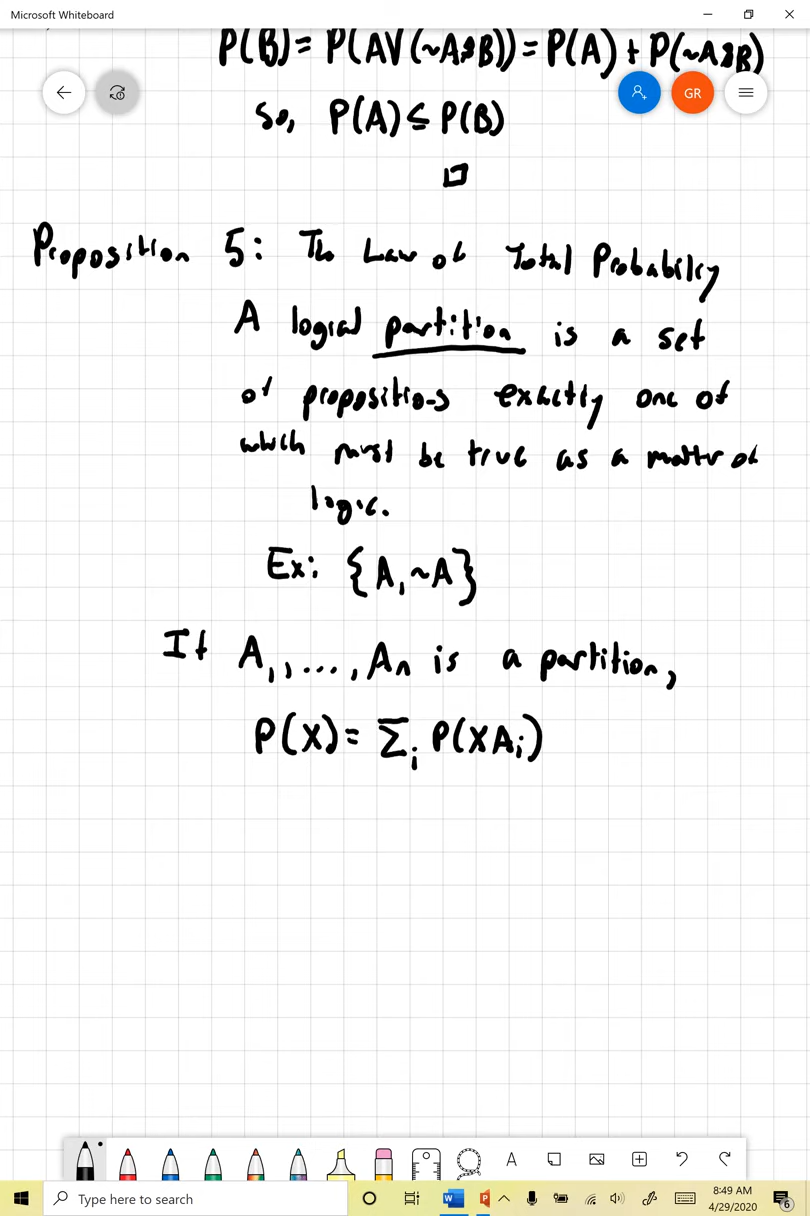 Microsoft Whiteboard
P(B) = P(A∨(~A&B)) = P(A) + P(~A&B)
GR
So, P(A) ≤ P(B)
□
Proposition 5: Th Law of Total Probability
A logical partition is a set
of propositions exactly one of
which must be true as a matter of
logic.
Ex: {A, ~A}
If A₁, ..., Aₙ is a partition,
P(X) = Σᵢ P(XAᵢ)
A
Type here to search
8:49 AM
4/29/2020
6